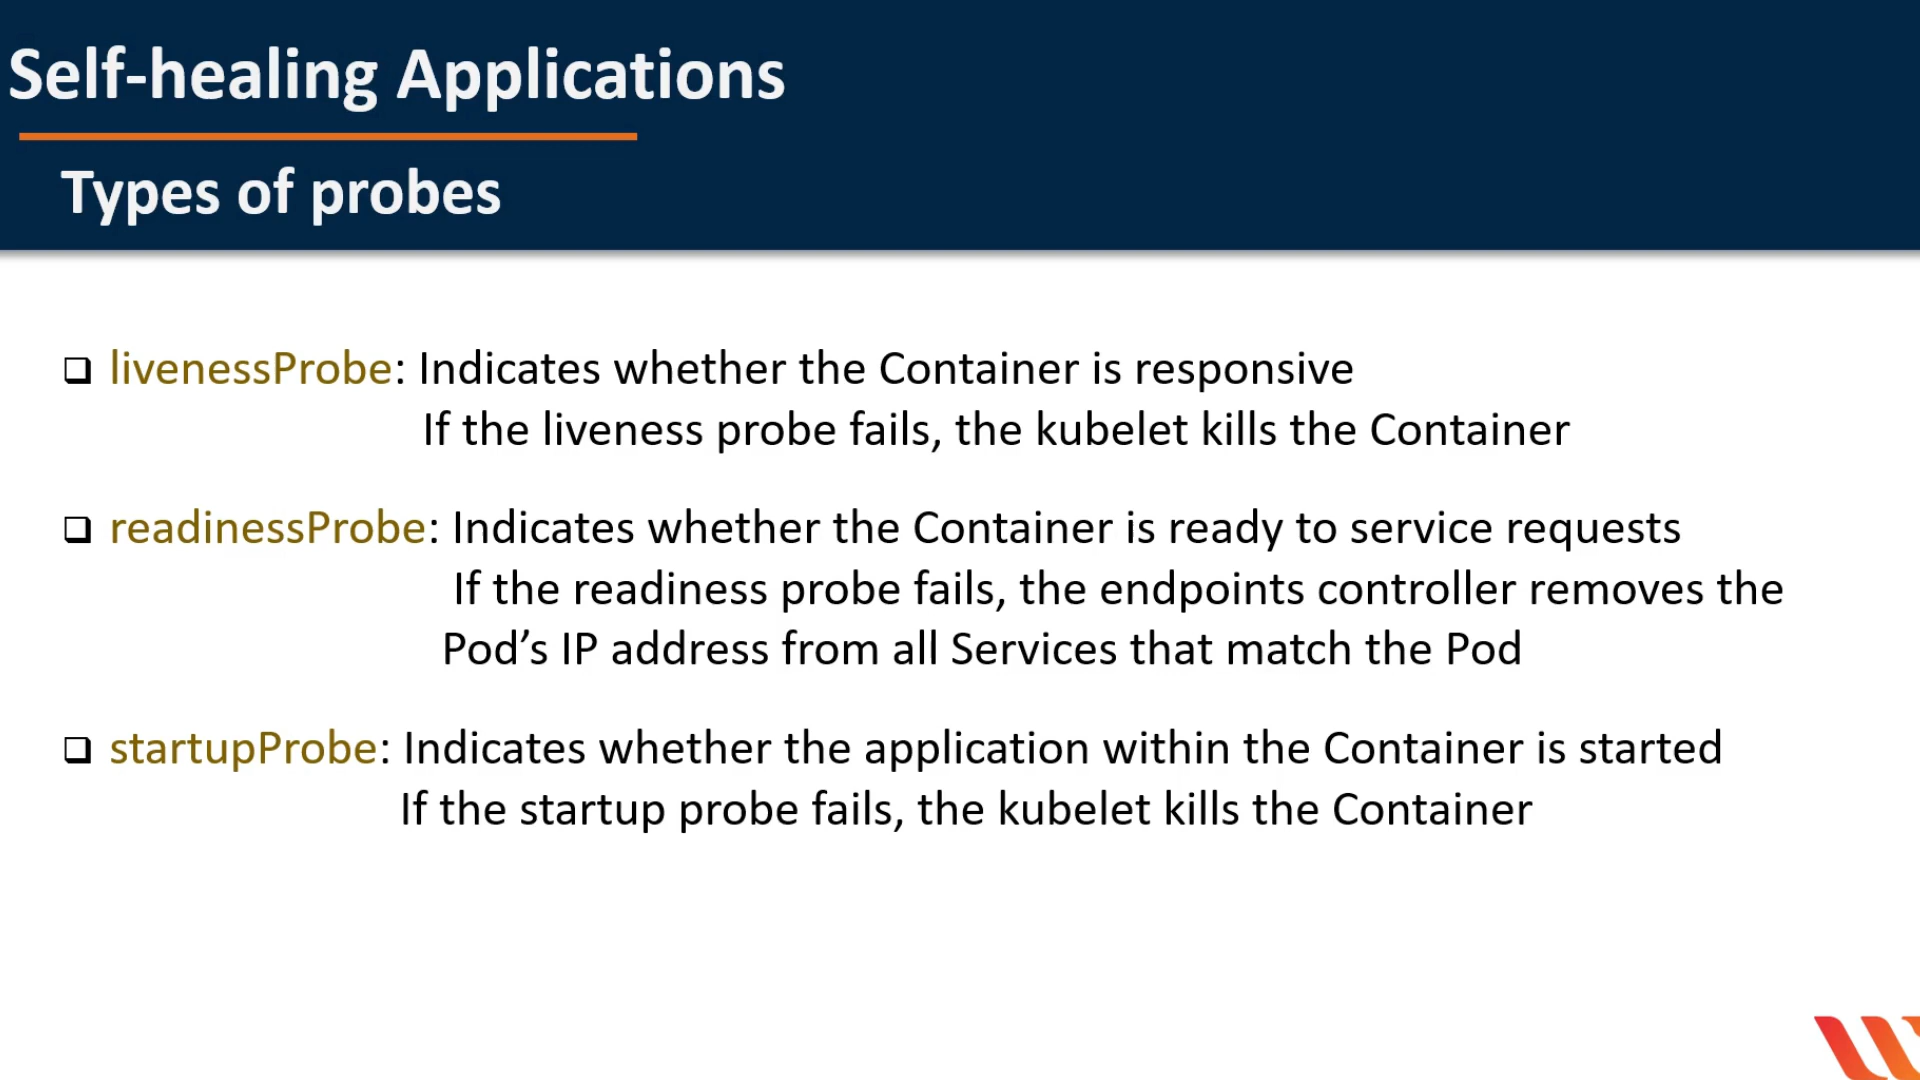 Self-healing Applications
Types of probes
livenessProbe: Indicates whether the Container is responsive
If the liveness probe fails, the kubelet kills the Container
readinessProbe: Indicates whether the Container is ready to service requests
If the readiness probe fails, the endpoints controller removes the
Pod’s IP address from all Services that match the Pod
startupProbe: Indicates whether the application within the Container is started
If the startup probe fails, the kubelet kills the Container